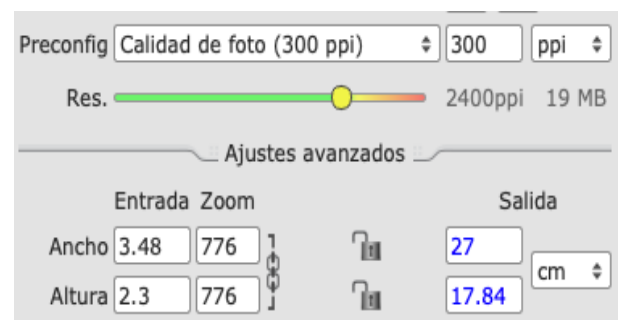 Preconfig Calidad de foto (300 ppi) 300 ppi
Res. 2400ppi 19 MB
Ajustes avanzados
Entrada Zoom Salida
Ancho 3.48 776 27
cm
Altura 2.3 776 17.84